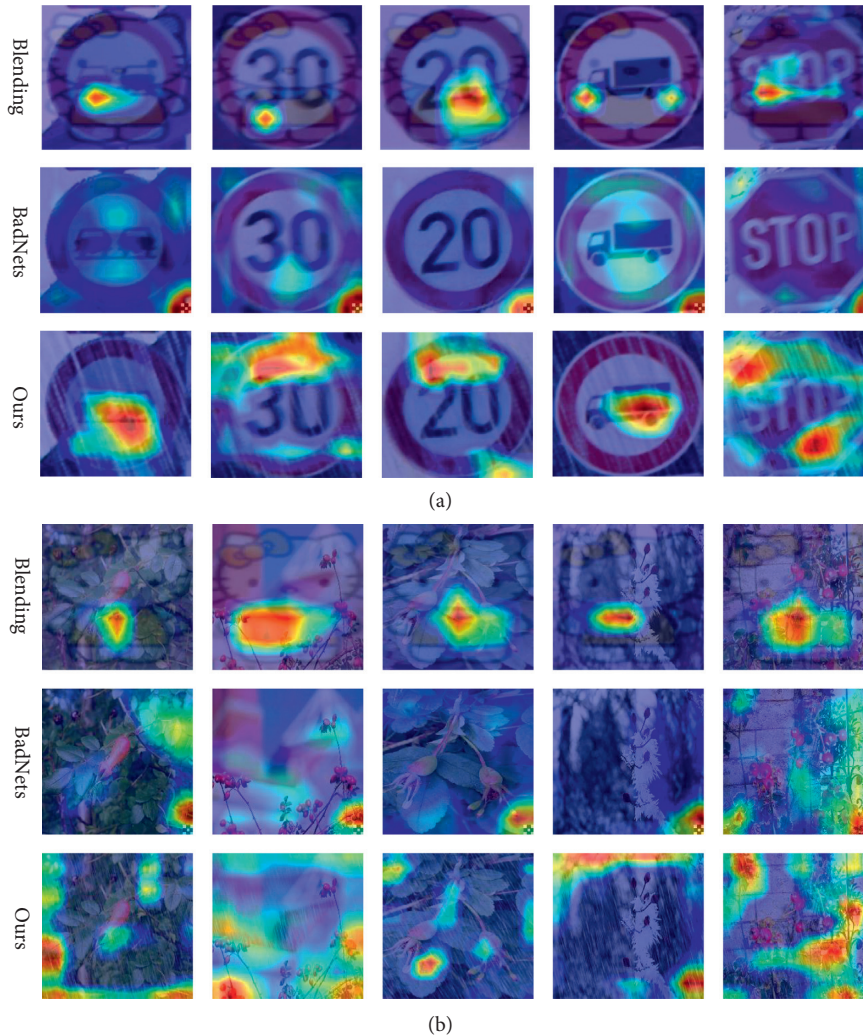 Blending
30
20
STOP
BadNets
30
20
STOP
Ours
30
20
STOP
(a)
Blending
BadNets
Ours
(b)